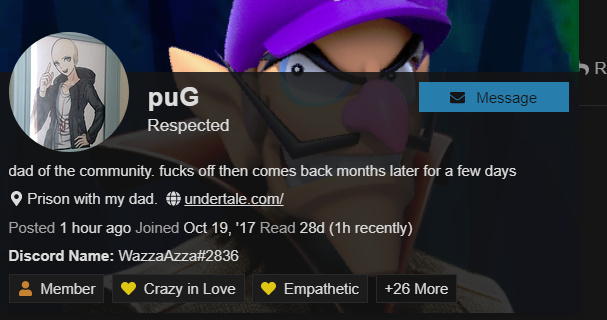 puG
Message
Respected
dad of the community. fucks off then comes back months later for a few days
Prison with my dad. undertale.com/
Posted 1 hour ago Joined Oct 19, '17 Read 28d (1h recently)
Discord Name: WazzaAzza#2836
Member Crazy in Love Empathetic +26 More
R